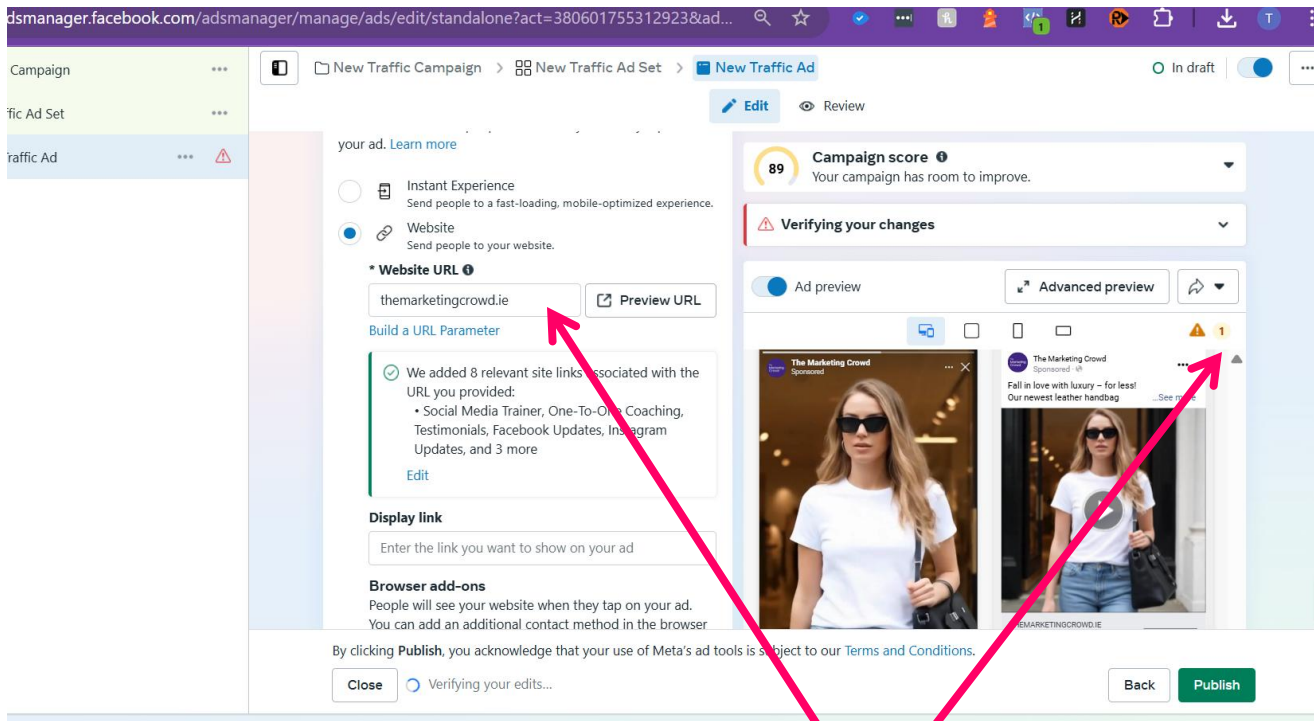 dsmanager.facebook.com/adsmanager/manage/ads/edit/standalone?act=380601755312923&ad...
1
T
Campaign
fic Ad Set
raffic Ad
New Traffic Campaign > New Traffic Ad Set > New Traffic Ad
In draft
Edit
Review
your ad. Learn more
Instant Experience
Send people to a fast-loading, mobile-optimized experience.
Website
Send people to your website.
* Website URL
themarketingcrowd.ie
Preview URL
Build a URL Parameter
We added 8 relevant site links associated with the
URL you provided:
• Social Media Trainer, One-To-One Coaching,
Testimonials, Facebook Updates, Instagram
Updates, and 3 more
Edit
Display link
Enter the link you want to show on your ad
Browser add-ons
People will see your website when they tap on your ad.
You can add an additional contact method in the browser
89
Campaign score
Your campaign has room to improve.
Verifying your changes
Ad preview
Advanced preview
1
The Marketing Crowd
Sponsored
The Marketing Crowd
Sponsored
Fall in love with luxury – for less!
Our newest leather handbag
...See more
THEMARKETINGCROWD.IE
By clicking Publish, you acknowledge that your use of Meta's ad tools is subject to our Terms and Conditions.
Close
Verifying your edits...
Back
Publish